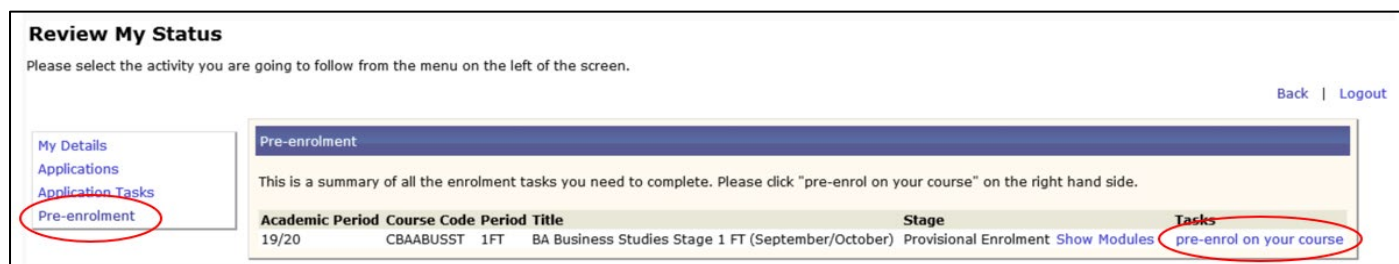 Review My Status
Please select the activity you are going to follow from the menu on the left of the screen.
Back | Logout
My Details
Applications
Application Tasks
Pre-enrolment
Pre-enrolment
This is a summary of all the enrolment tasks you need to complete. Please click "pre-enrol on your course" on the right hand side.
Academic Period Course Code Period Title Stage Tasks
19/20 CBAABUSST 1FT BA Business Studies Stage 1 FT (September/October) Provisional Enrolment Show Modules pre-enrol on your course